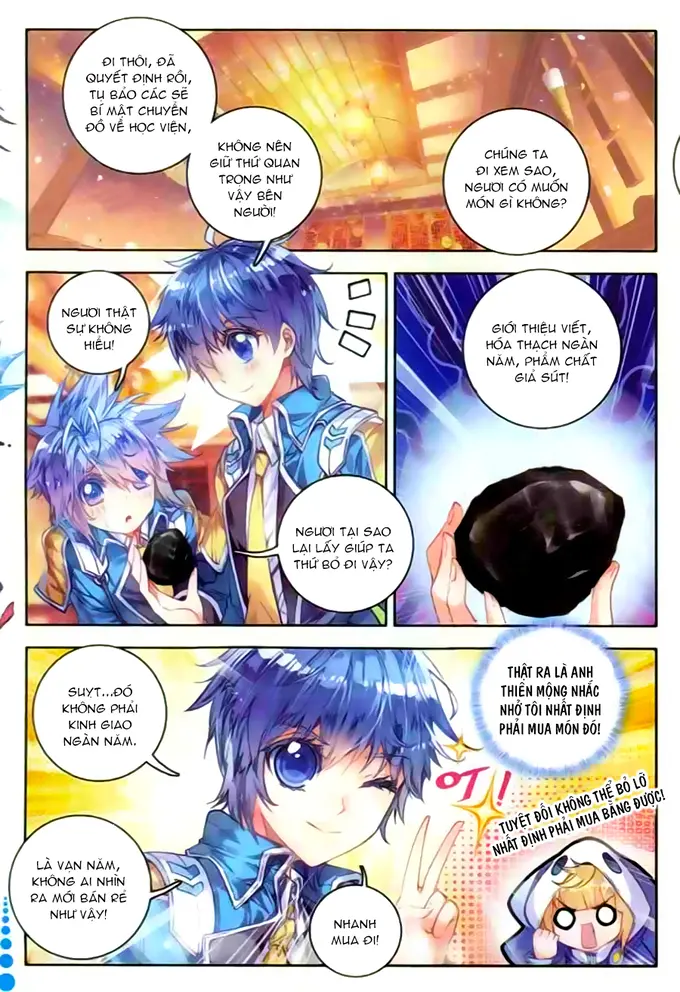 ĐI THÔI, ĐÃ
QUYẾT ĐỊNH RỒI,
TỤ BẢO CÁC SẼ
BÍ MẬT CHUYỂN
ĐỒ VỀ HỌC VIỆN,
KHÔNG NÊN
GIỮ THỨ QUAN
TRỌNG NHƯ
VẬY BÊN
NGƯỜI!
CHÚNG TA
ĐI XEM SAO,
NGƯƠI CÓ MUỐN
MÓN GÌ KHÔNG?
NGƯƠI THẬT
SỰ KHÔNG
HIỂU!
NGƯƠI TẠI SAO
LẠI LẤY GIÚP TA
THỨ BỎ ĐI VẬY?
GIỚI THIỆU VIẾT,
HÓA THẠCH NGÀN
NĂM, PHẨM CHẤT
GIẢ SÚT!
SUỴT...ĐÓ
KHÔNG PHẢI
KINH GIAO
NGÀN NĂM.
THẬT RA LÀ ANH
THIÊN MỘNG NHẮC
NHỞ TÔI NHẤT ĐỊNH
PHẢI MUA MÓN ĐÓ!
TUYỆT ĐỐI KHÔNG THỂ BỎ LỠ
NHẤT ĐỊNH PHẢI MUA BẰNG ĐƯỢC!
LÀ VẠN NĂM,
KHÔNG AI NHÌN
RA MỚI BÁN RẺ
NHƯ VẬY!
NHANH
MUA ĐI!